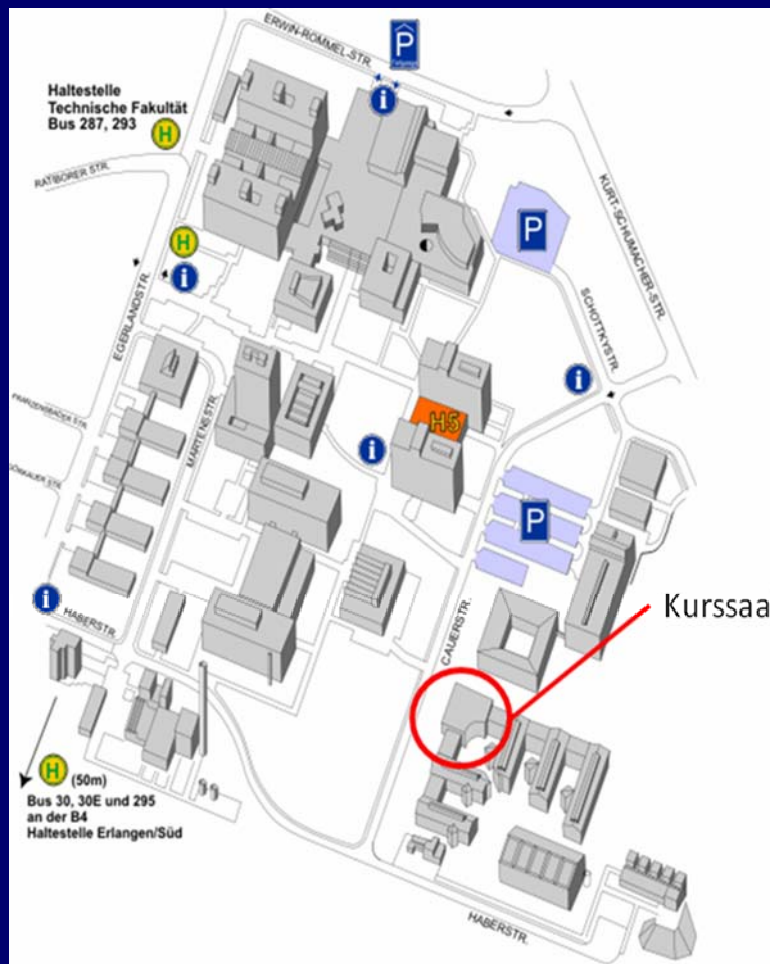 ERWIN-ROMMEL-STR.
P
i
Haltestelle
Technische Fakultät
Bus 287, 293
H
RATIBORER STR.
KURT-SCHUMACHER-STR.
P
H
i
EGERLANDSTR.
SCHOTTKYSTR.
i
MARTENSSTR.
H5
i
P
i
HABERSTR.
CAUERSTR.
Kurssaa
H
(50m)
Bus 30, 30E und 295
an der B4
Haltestelle Erlangen/Süd
HABERSTR.